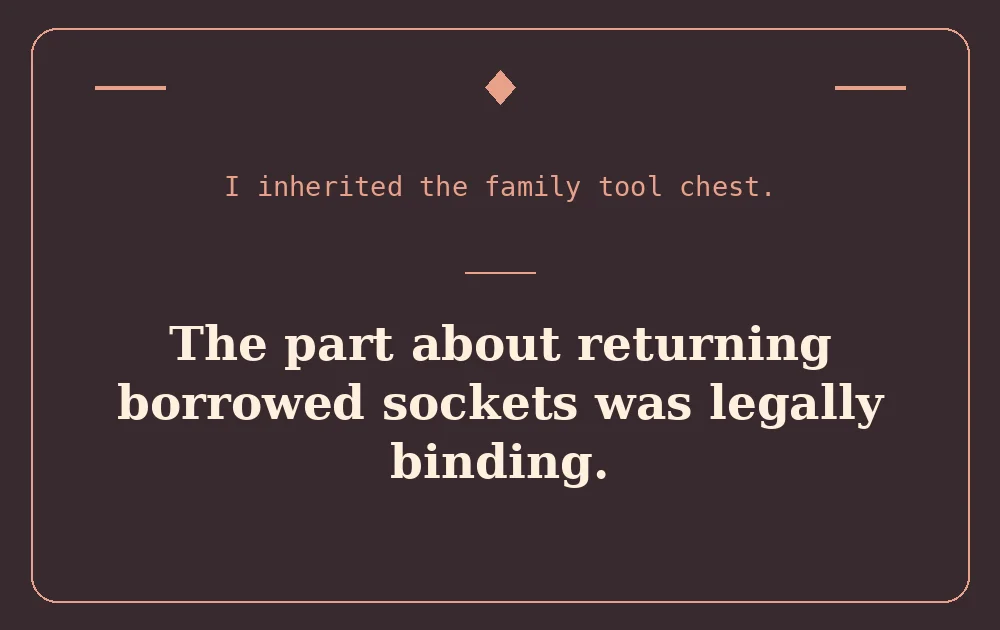 I inherited the family tool chest.
The part about returning
borrowed sockets was legally
binding.